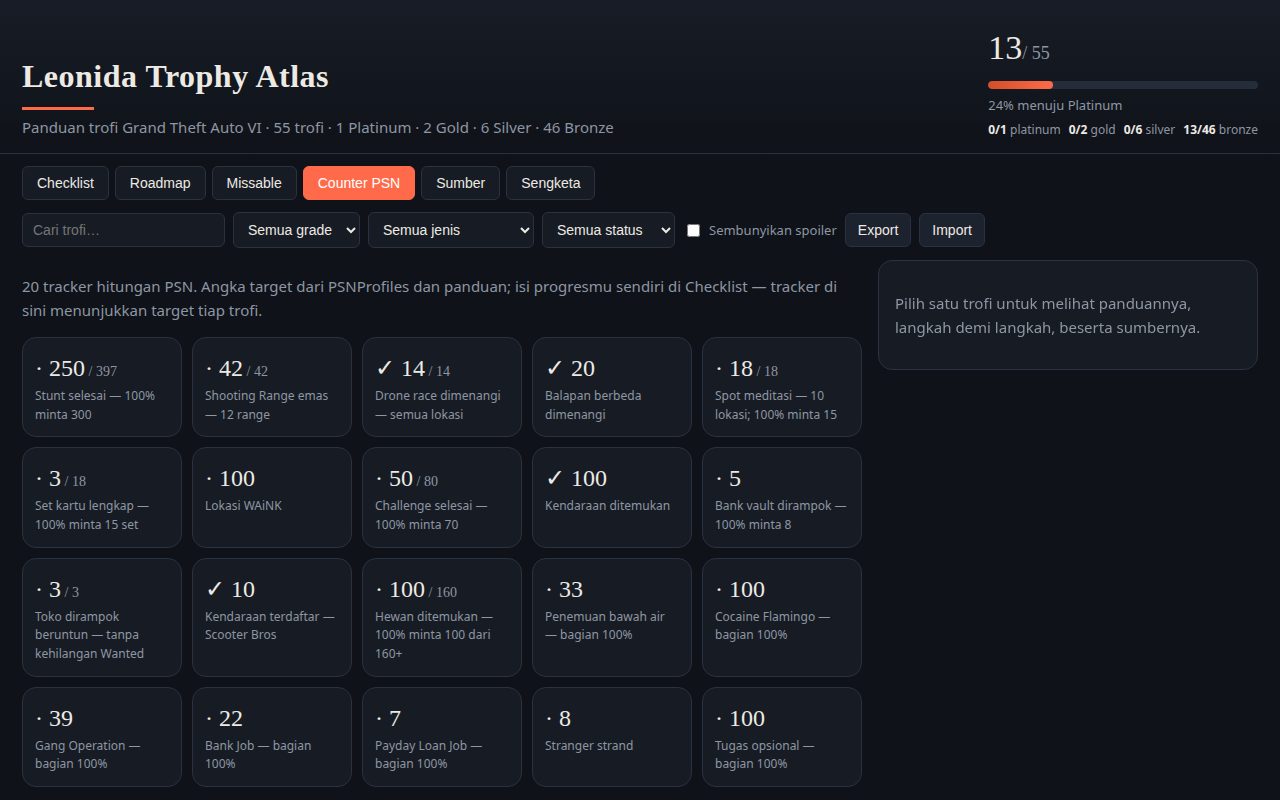 Leonida Trophy Atlas
Panduan trofi Grand Theft Auto VI · 55 trofi · 1 Platinum · 2 Gold · 6 Silver · 46 Bronze
13 / 55
24% menuju Platinum
0/1 platinum 0/2 gold 0/6 silver 13/46 bronze
Checklist Roadmap Missable Counter PSN Sumber Sengketa
Cari trofi… Semua grade Semua jenis Semua status Sembunyikan spoiler Export Import
20 tracker hitungan PSN. Angka target dari PSNProfiles dan panduan; isi progresmu sendiri di Checklist — tracker di
sini menunjukkan target tiap trofi.
· 250 / 397
Stunt selesai — 100%
minta 300
· 42 / 42
Shooting Range emas
— 12 range
✓ 14 / 14
Drone race dimenangi
— semua lokasi
✓ 20
Balapan berbeda
dimenangi
· 18 / 18
Spot meditasi — 10
lokasi; 100% minta 15
· 3 / 18
Set kartu lengkap —
100% minta 15 set
· 100
Lokasi WAiNK
· 50 / 80
Challenge selesai —
100% minta 70
✓ 100
Kendaraan ditemukan
· 5
Bank vault dirampok —
100% minta 8
· 3 / 3
Toko dirampok
beruntun — tanpa
kehilangan Wanted
✓ 10
Kendaraan terdaftar —
Scooter Bros
· 100 / 160
Hewan ditemukan —
100% minta 100 dari
160+
· 33
Penemuan bawah air
— bagian 100%
· 100
Cocaine Flamingo —
bagian 100%
· 39
Gang Operation —
bagian 100%
· 22
Bank Job — bagian
100%
· 7
Payday Loan Job —
bagian 100%
· 8
Stranger strand
· 100
Tugas opsional —
bagian 100%
Pilih satu trofi untuk melihat panduannya,
langkah demi langkah, beserta sumbernya.